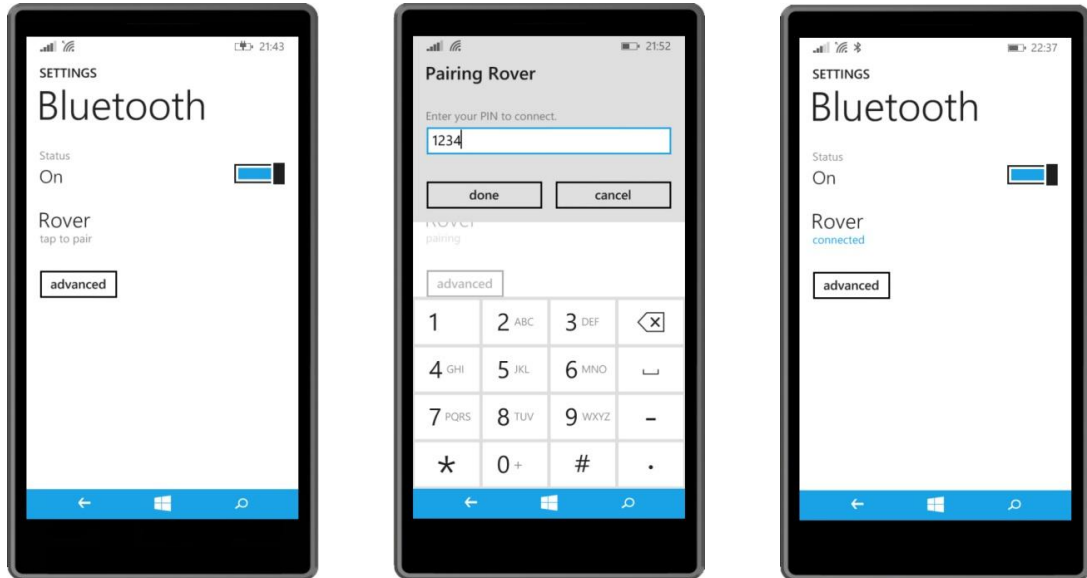 21:43
SETTINGS
Bluetooth
Status
On
Rover
tap to pair
advanced
21:52
Pairing Rover
Enter your PIN to connect.
1234
done cancel
Rover
pairing
advanced
1 2 ABC 3 DEF
4 GHI 5 JKL 6 MNO
7 PQRS 8 TUV 9 WXYZ -
* 0 + # .
22:37
SETTINGS
Bluetooth
Status
On
Rover
connected
advanced